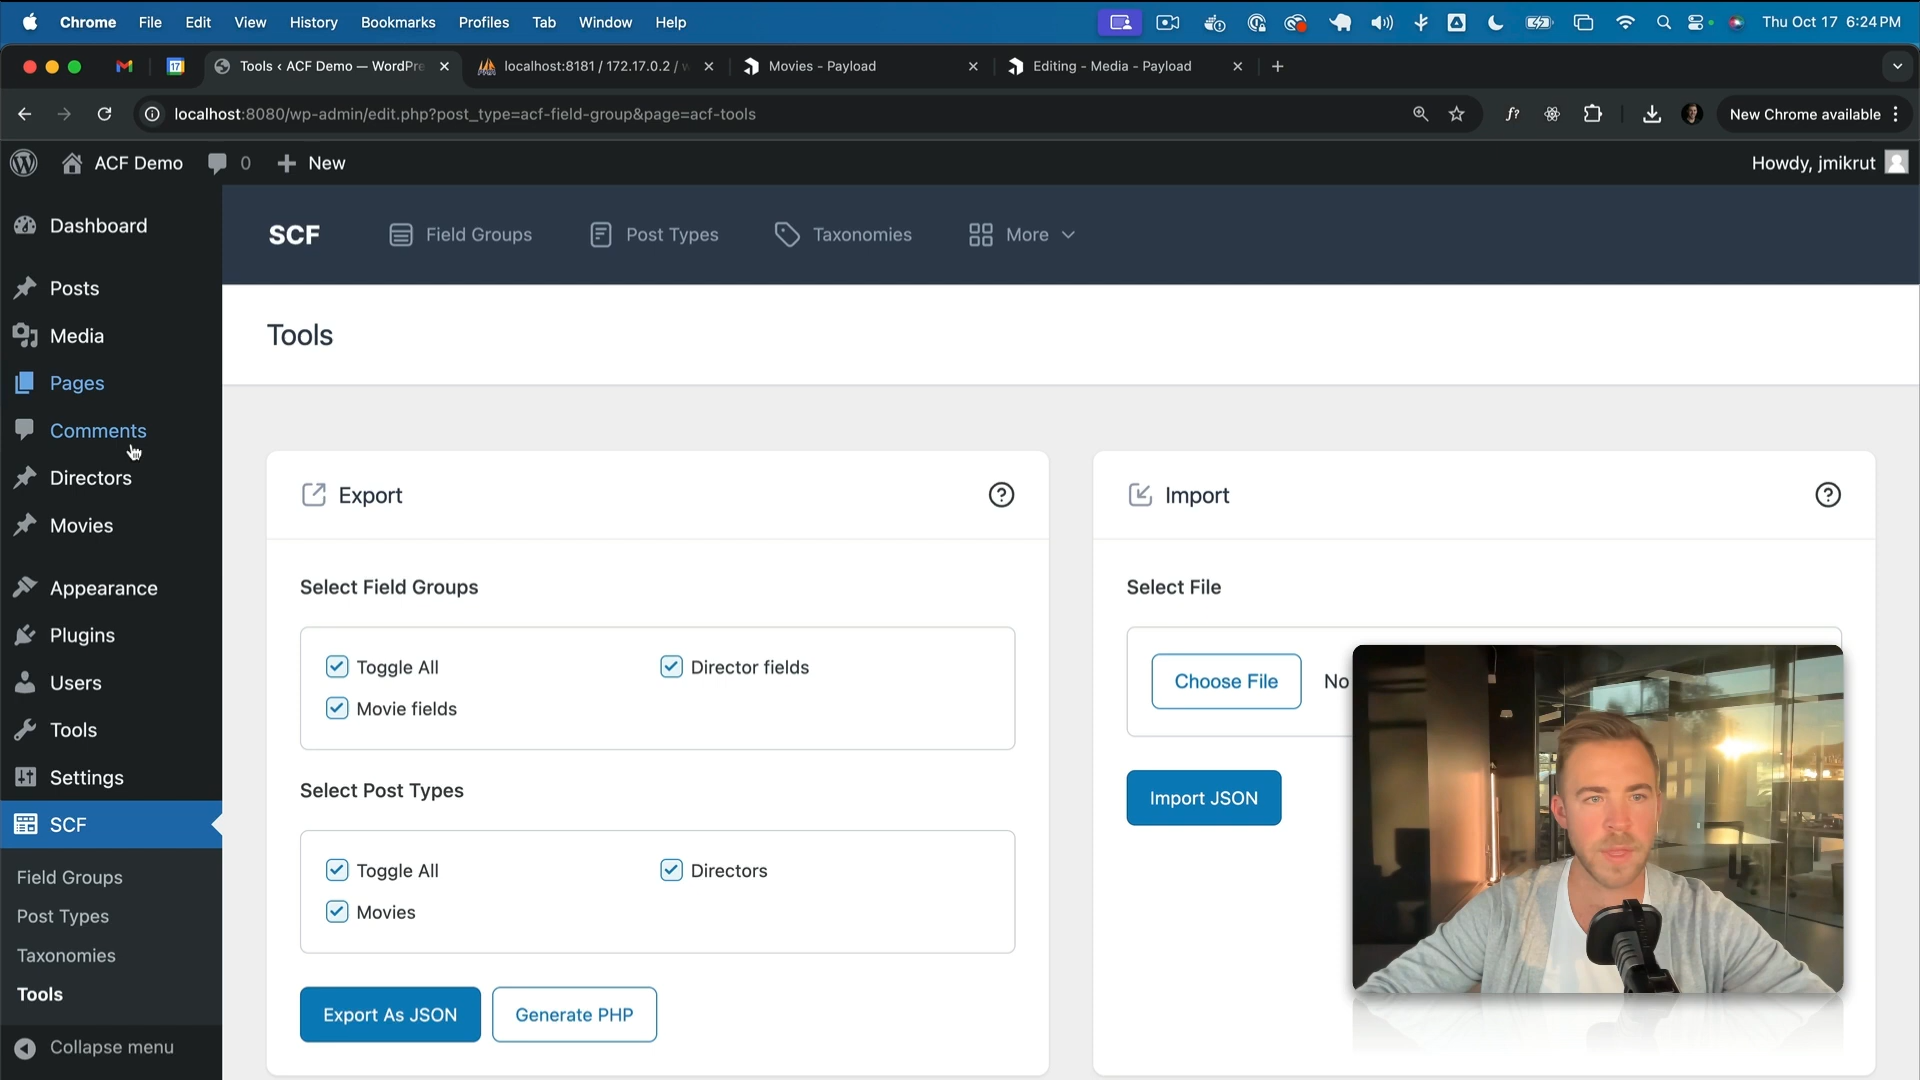 Chrome File Edit View History Bookmarks Profiles Tab Window Help Thu Oct 17 6:24 PM
17 Tools ‹ ACF Demo — WordPre localhost:8181 / 172.17.0.2 / Movies - Payload Editing - Media - Payload
localhost:8080/wp-admin/edit.php?post_type=acf-field-group&page=acf-tools f? New Chrome available
ACF Demo 0 New Howdy, jmikrut
Dashboard
Posts
Media
Pages
Comments
Directors
Movies
Appearance
Plugins
Users
Tools
Settings
SCF
Field Groups
Post Types
Taxonomies
Tools
Collapse menu
SCF Field Groups Post Types Taxonomies More
Tools
Export
Select Field Groups
Toggle All Director fields
Movie fields
Select Post Types
Toggle All Directors
Movies
Export As JSON Generate PHP
Import
Select File
Choose File No
Import JSON